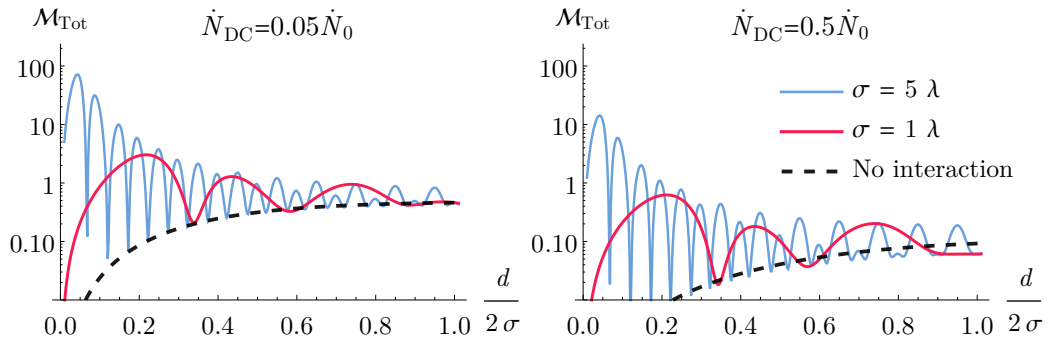 𝓜_Tot
Ṅ_DC=0.05Ṅ_0
100
10
1
0.10
0.0 0.2 0.4 0.6 0.8 1.0
d
2 σ
Ṅ_DC=0.5Ṅ_0
𝓜_Tot
100
10
1
0.10
0.0 0.2 0.4 0.6 0.8 1.0
d
2 σ
σ = 5 λ
σ = 1 λ
No interaction